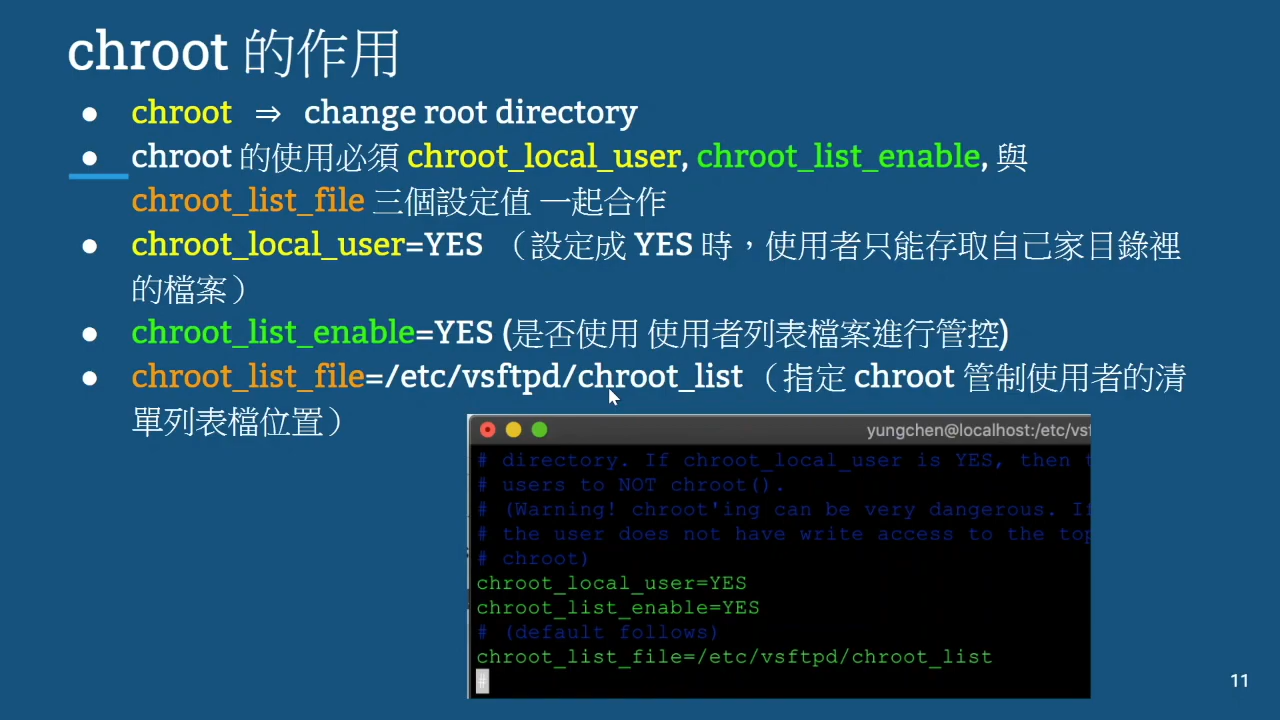 chroot 的作用
● chroot ⇒ change root directory
● chroot 的使用必須 chroot_local_user, chroot_list_enable, 與
chroot_list_file 三個設定值 一起合作
● chroot_local_user=YES （設定成 YES 時，使用者只能存取自己家目錄裡
的檔案）
● chroot_list_enable=YES (是否使用 使用者列表檔案進行管控)
● chroot_list_file=/etc/vsftpd/chroot_list （指定 chroot 管制使用者的清
單列表檔位置）
yungchen@localhost:/etc/vsf
# directory. If chroot_local_user is YES, then t
# users to NOT chroot().
# (Warning! chroot'ing can be very dangerous. If
# the user does not have write access to the top
# chroot)
chroot_local_user=YES
chroot_list_enable=YES
# (default follows)
chroot_list_file=/etc/vsftpd/chroot_list
#
11